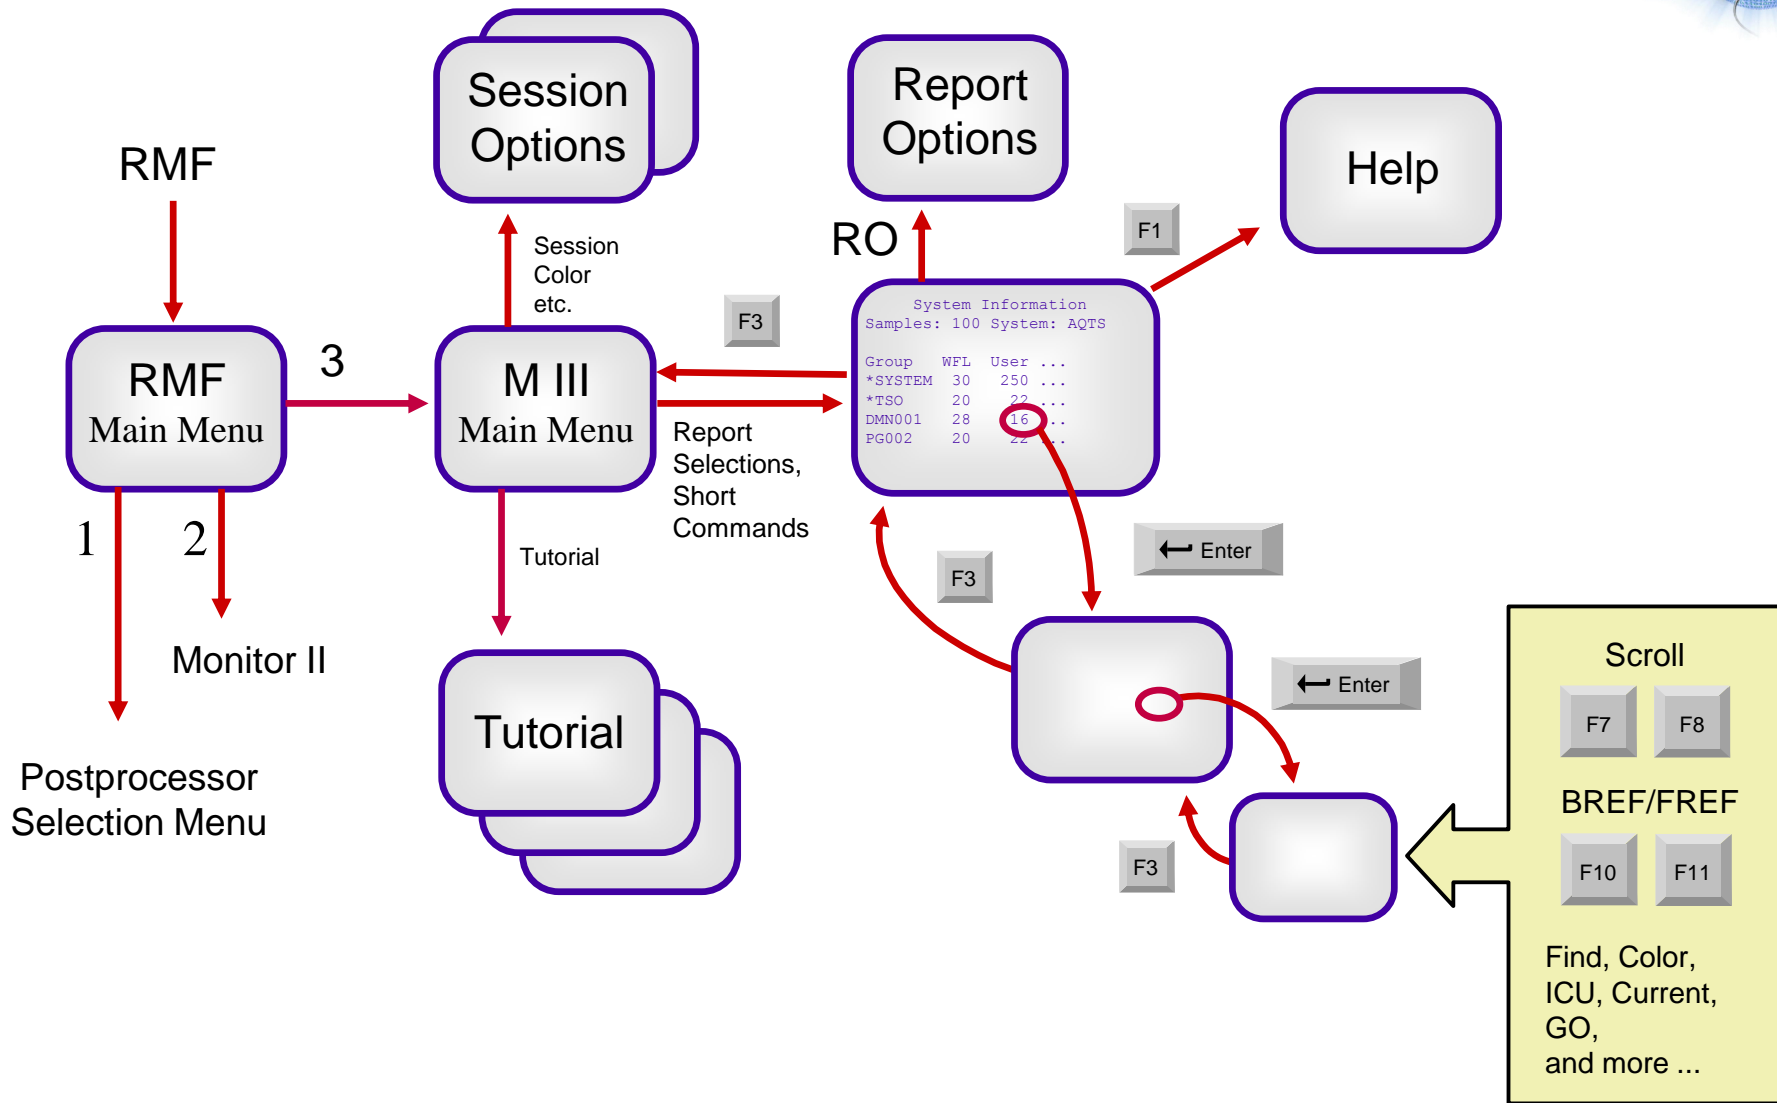 RMF
RMF
Main Menu
3
1
2
Monitor II
Postprocessor
Selection Menu
Session
Options
Session
Color
etc.
M III
Main Menu
Tutorial
Tutorial
F3
Report
Selections,
Short
Commands
Report
Options
RO
F1
Help
System Information
Samples: 100 System: AQTS
Group WFL User ...
*SYSTEM 30 250 ...
*TSO 20 22 ...
DMN001 28 16 ...
PG002 20 22 ...
Enter
F3
Enter
F3
Scroll
F7 F8
BREF/FREF
F10 F11
Find, Color,
ICU, Current,
GO,
and more ...